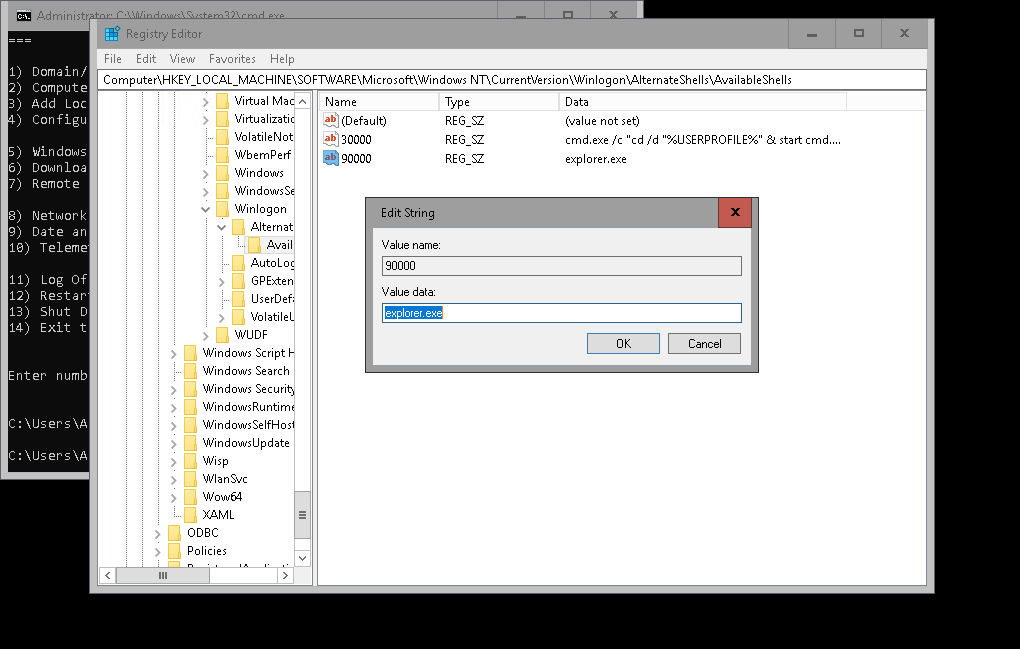 Administrator: C:\Windows\System32\cmd.exe
===
1) Domain/
2) Compute
3) Add Loc
4) Configu
5) Windows
6) Downloa
7) Remote
8) Network
9) Date an
10) Teleme
11) Log Of
12) Restar
13) Shut D
14) Exit t
Enter numb
C:\Users\A
C:\Users\A
Registry Editor
File Edit View Favorites Help
Computer\HKEY_LOCAL_MACHINE\SOFTWARE\Microsoft\Windows NT\CurrentVersion\Winlogon\AlternateShells\AvailableShells
Virtual Mac
Virtualizatic
VolatileNot
WbemPerf
Windows
WindowsSe
Winlogon
Alternat
Avail
AutoLog
GPExten
UserDefa
VolatileU
WUDF
Windows Script H
Windows Search
Windows Security
WindowsRuntime
WindowsSelfHost
WindowsUpdate
Wisp
WlanSvc
Wow64
XAML
ODBC
Policies
Name Type Data
(Default) REG_SZ (value not set)
30000 REG_SZ cmd.exe /c "cd /d "%USERPROFILE%" & start cmd....
90000 REG_SZ explorer.exe
Edit String
Value name:
90000
Value data:
explorer.exe
OK Cancel